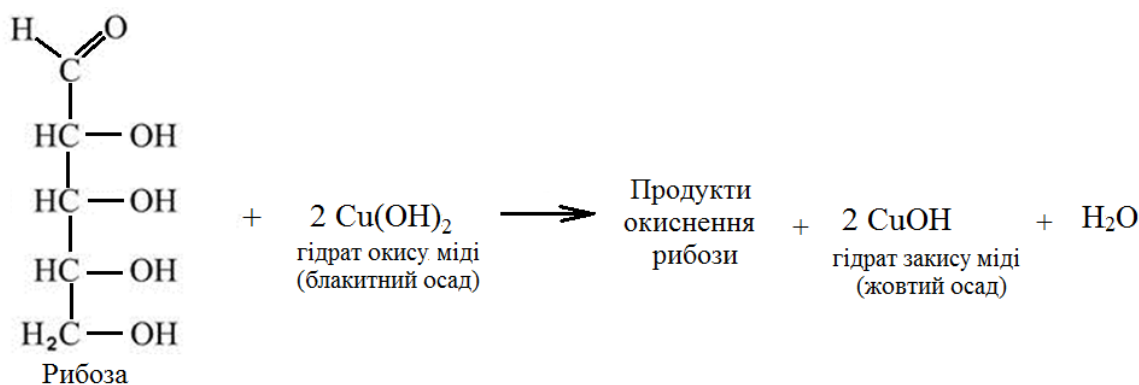 H O
C
HC — OH
HC — OH
HC — OH
H₂C — OH
Рибоза
+
2 Cu(OH)₂
гідрат окису міді
(блакитний осад)
Продукти
окиснення
рибози
+
2 CuOH
гідрат закису міді
(жовтий осад)
+
H₂O